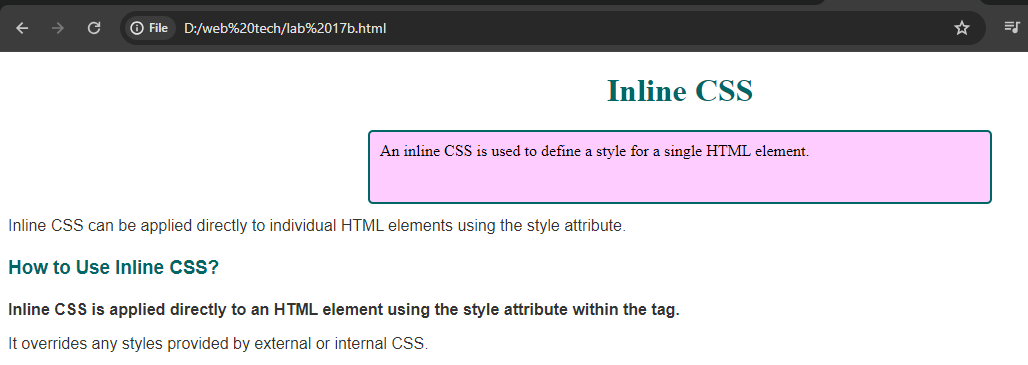 File D:/web%20tech/lab%2017b.html
Inline CSS
An inline CSS is used to define a style for a single HTML element.
Inline CSS can be applied directly to individual HTML elements using the style attribute.
How to Use Inline CSS?
Inline CSS is applied directly to an HTML element using the style attribute within the tag.
It overrides any styles provided by external or internal CSS.